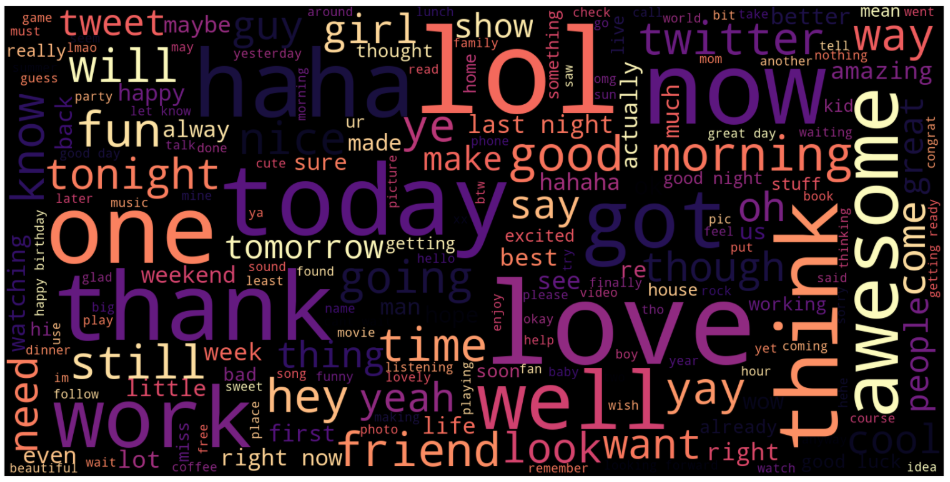 game
tweet
maybe
guy
girl
show
twitter
better
mean
went
way
must
really
lmao
may
yesterday
around
lunch
check
go
live
call
world
bit
take
tell
nothing
will
haha
thought
family
home
saw
something
omg
sun
lol
now
mom
another
amazing
guess
party
happy
let know
morning
read
actually
much
kid
know
back
fun
alway
nice
ur
made
ye
last night
great day
waiting
congrat
good day
talk
done
cute
sure
picture
make
phone
good
morning
great
tonight
later
music
mine
ya
today
btw
hahaha
good night
stuff
book
awesome
one
tomorrow
getting
say
excited
got
oh
us
pic
feel
put
think
thinking
come
watching
happy birthday
hi
glad
weekend
sound
least
found
going
hello
best
try
see
finally
re
house
though
working
said
getting ready
people
use
big
play
thank
name
man
enjoy
please
video
tho
rock
love
okay
help
boy
year
yet
coming
dinner
im
follow
still
week
thing
movie
time
listening
lovely
soon
fan
baby
hour
need
little
bad
sweet
song
funny
playing
well
wish
yay
wow
here
course
work
miss
free
place
first
hey
making
photo
yeah
life
already
cool
even
beautiful
wait
lot
coffee
right now
friend
look
want
remember
right
watch
good luck
idea